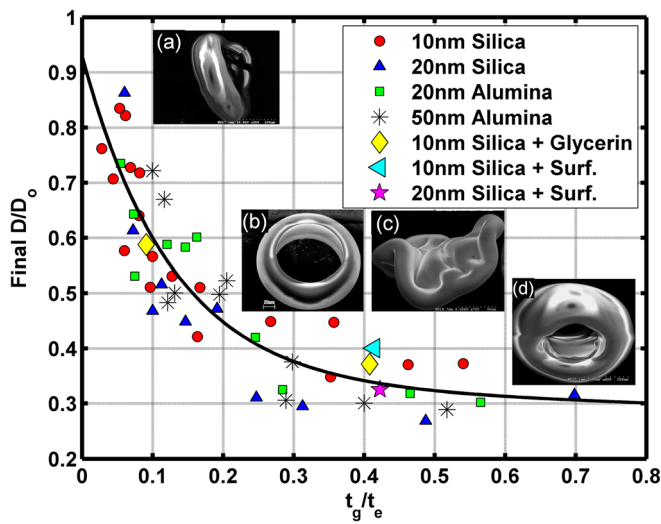 1
0.9
0.8
0.7
0.6
0.5
0.4
0.3
0.2
Final D/Do
0
0.1
0.2
0.3
0.4
0.5
0.6
0.7
0.8
tg/te
10nm Silica
20nm Silica
20nm Alumina
50nm Alumina
10nm Silica + Glycerin
10nm Silica + Surf.
20nm Silica + Surf.
(a)
(b)
(c)
(d)